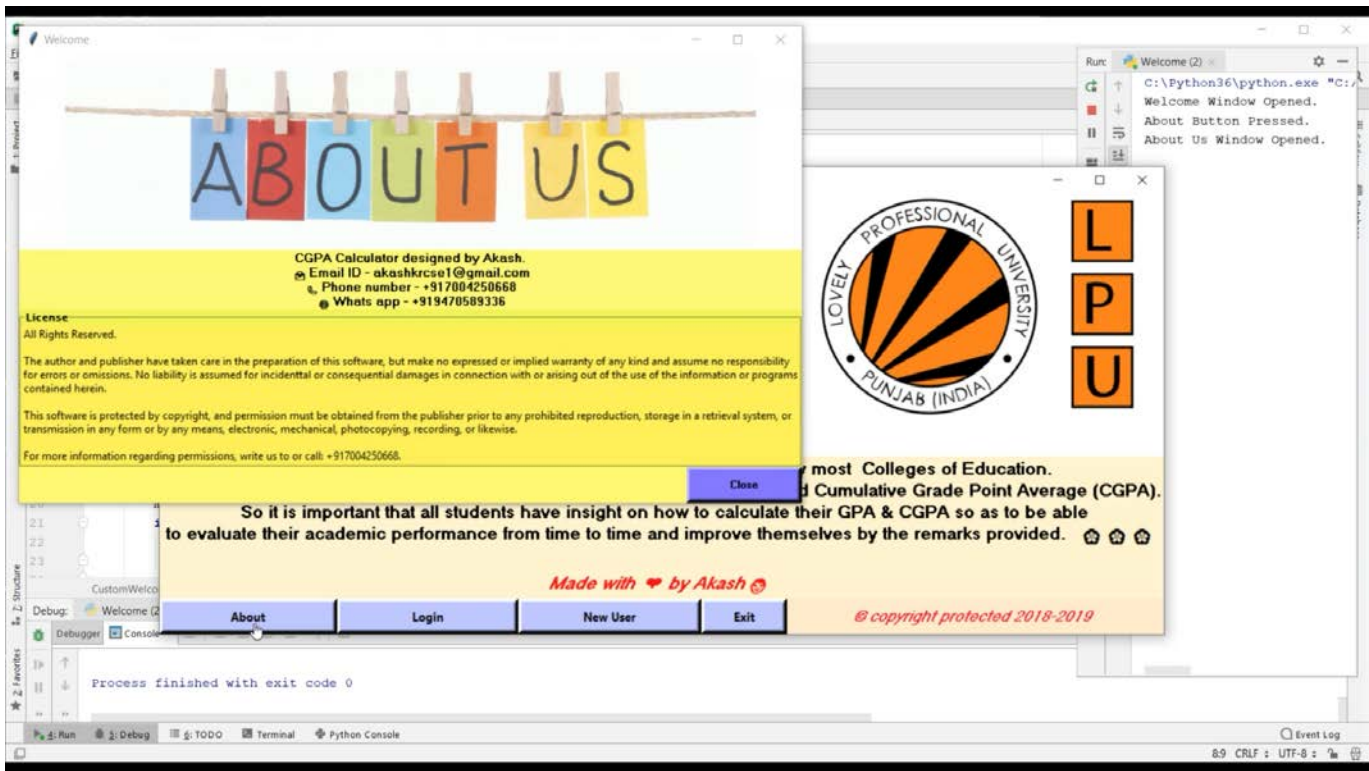 Welcome
ABOUT US
CGPA Calculator designed by Akash.
Email ID - akashkrcse1@gmail.com
Phone number - +917004250668
Whats app - +919470589336
License
All Rights Reserved.
The author and publisher have taken care in the preparation of this software, but make no expressed or implied warranty of any kind and assume no responsibility
for errors or omissions. No liability is assumed for incidenttal or consequential damages in connection with or arising out of the use of the information or programs
contained herein.
This software is protected by copyright, and permission must be obtained from the publisher prior to any prohibited reproduction, storage in a retrieval system, or
transmission in any form or by any means, electronic, mechanical, photocopying, recording, or likewise.
For more information regarding permissions, write us to or call: +917004250668.
Close
Run: Welcome (2)
C:\Python36\python.exe "C:/
Welcome Window Opened.
About Button Pressed.
About Us Window Opened.
1: Project
LOVELY PROFESSIONAL UNIVERSITY
PUNJAB (INDIA)
L
P
U
most Colleges of Education.
Cumulative Grade Point Average (CGPA).
So it is important that all students have insight on how to calculate their GPA & CGPA so as to be able
to evaluate their academic performance from time to time and improve themselves by the remarks provided.
Made with ❤ by Akash
About
Login
New User
Exit
© copyright protected 2018-2019
21
22
23
CustomWelco
Debug: Welcome (2
Debugger Console
Process finished with exit code 0
Z: Structure
2: Favorites
4: Run 5: Debug 6: TODO Terminal Python Console
Event Log
8:9 CRLF UTF-8